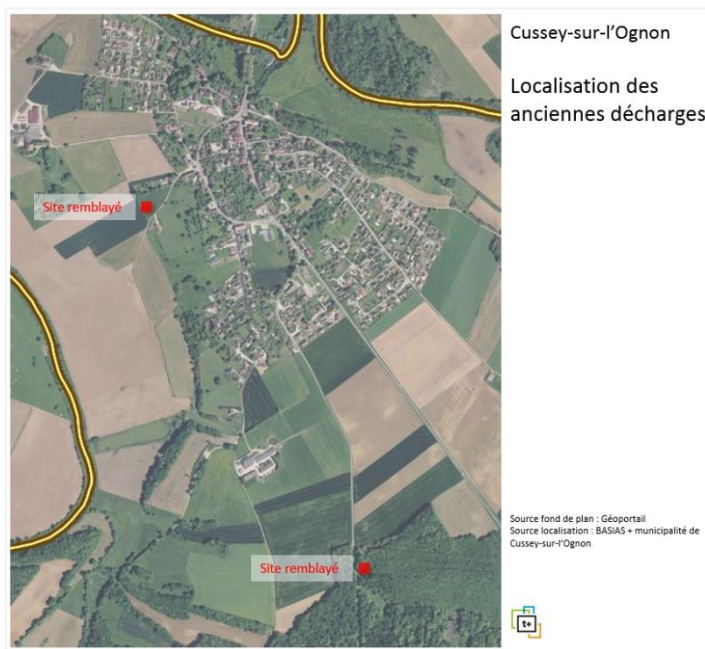 Cussey-sur-l'Ognon
Localisation des
anciennes décharges
Site remblayé
Site remblayé
Source fond de plan : Géoportail
Source localisation : BASIAS + municipalité de
Cussey-sur-l'Ognon
t+